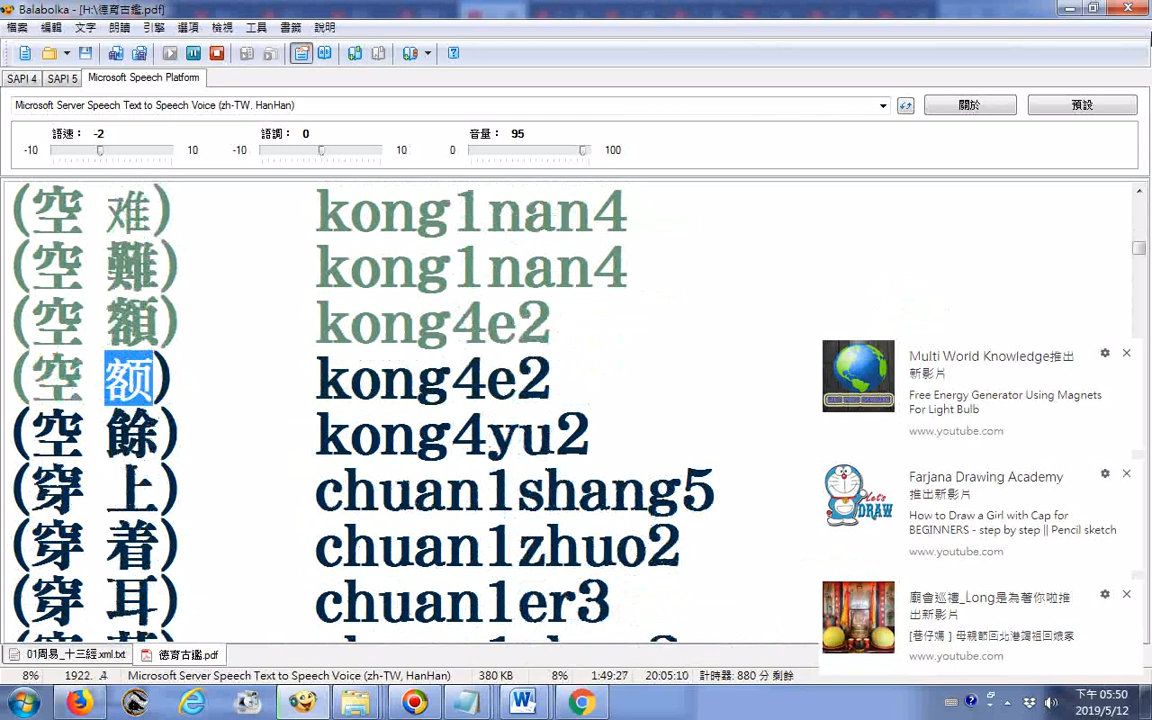 Balabolka - [H:\德育古鑑.pdf]
檔案 編輯 文字 朗讀 引擎 選項 檢視 工具 書籤 說明
SAPI 4 SAPI 5 Microsoft Speech Platform
Microsoft Server Speech Text to Speech Voice (zh-TW, HanHan) 關於 預設
語速： -2 語調： 0 音量： 95
-10 10 -10 10 0 100
(空 难) kong1nan4
(空 難) kong1nan4
(空 額) kong4e2
(空 额) kong4e2
(空 餘) kong4yu2
(穿 上) chuan1shang5
(穿 着) chuan1zhuo2
(穿 耳) chuan1er3
Multi World Knowledge推出
新影片
Free Energy Generator Using Magnets
For Light Bulb
www.youtube.com
Farjana Drawing Academy
推出新影片
Let's
DRAW
How to Draw a Girl with Cap for
BEGINNERS - step by step || Pencil sketch
www.youtube.com
廟會巡禮_Long是為著你啦推
出新影片
[巷仔媽] 母親節回北港謁祖回娘家
www.youtube.com
01周易_十三經.xml.txt 德育古鑑.pdf
8% 1922. Microsoft Server Speech Text to Speech Voice (zh-TW, HanHan) 380 KB 8% 1:49:27 20:05:10 計時器: 880 分 剩餘
下午 05:50
2019/5/12